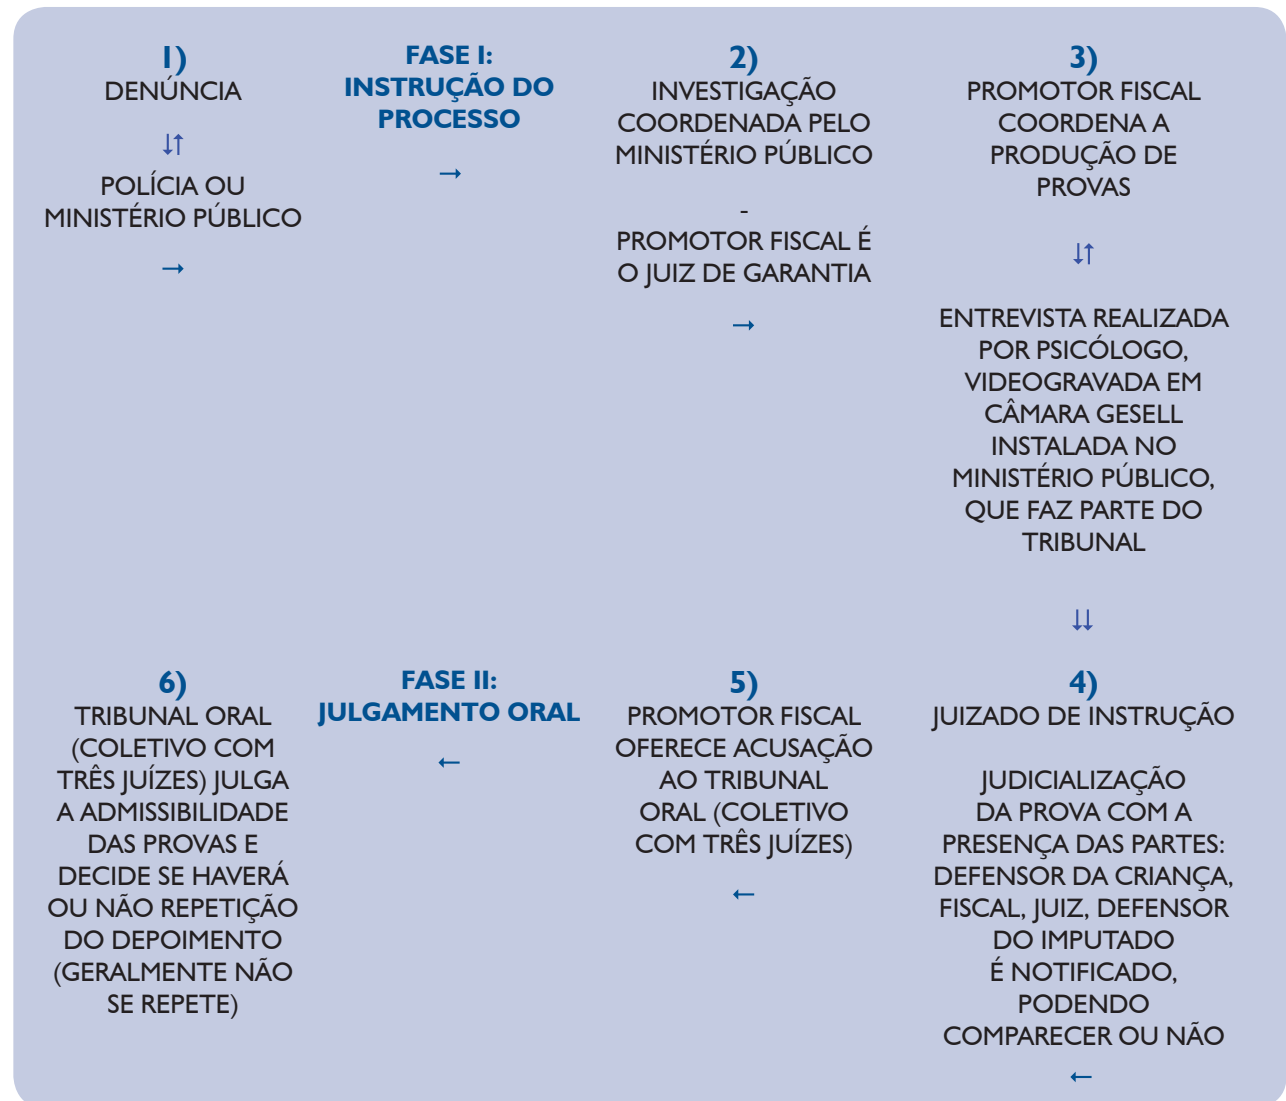 1)
DENÚNCIA
↓↑
POLÍCIA OU
MINISTÉRIO PÚBLICO
→
FASE I:
INSTRUÇÃO DO
PROCESSO
→
2)
INVESTIGAÇÃO
COORDENADA PELO
MINISTÉRIO PÚBLICO
-
PROMOTOR FISCAL É
O JUIZ DE GARANTIA
→
3)
PROMOTOR FISCAL
COORDENA A
PRODUÇÃO DE
PROVAS
↓↑
ENTREVISTA REALIZADA
POR PSICÓLOGO,
VIDEOGRAVADA EM
CÂMARA GESELL
INSTALADA NO
MINISTÉRIO PÚBLICO,
QUE FAZ PARTE DO
TRIBUNAL
↓↓
4)
JUIZADO DE INSTRUÇÃO
JUDICIALIZAÇÃO
DA PROVA COM A
PRESENÇA DAS PARTES:
DEFENSOR DA CRIANÇA,
FISCAL, JUIZ, DEFENSOR
DO IMPUTADO
É NOTIFICADO,
PODENDO
COMPARECER OU NÃO
←
5)
PROMOTOR FISCAL
OFERECE ACUSAÇÃO
AO TRIBUNAL
ORAL (COLETIVO
COM TRÊS JUÍZES)
←
FASE II:
JULGAMENTO ORAL
←
6)
TRIBUNAL ORAL
(COLETIVO COM
TRÊS JUÍZES) JULGA
A ADMISSIBILIDADE
DAS PROVAS E
DECIDE SE HAVERÁ
OU NÃO REPETIÇÃO
DO DEPOIMENTO
(GERALMENTE NÃO
SE REPETE)